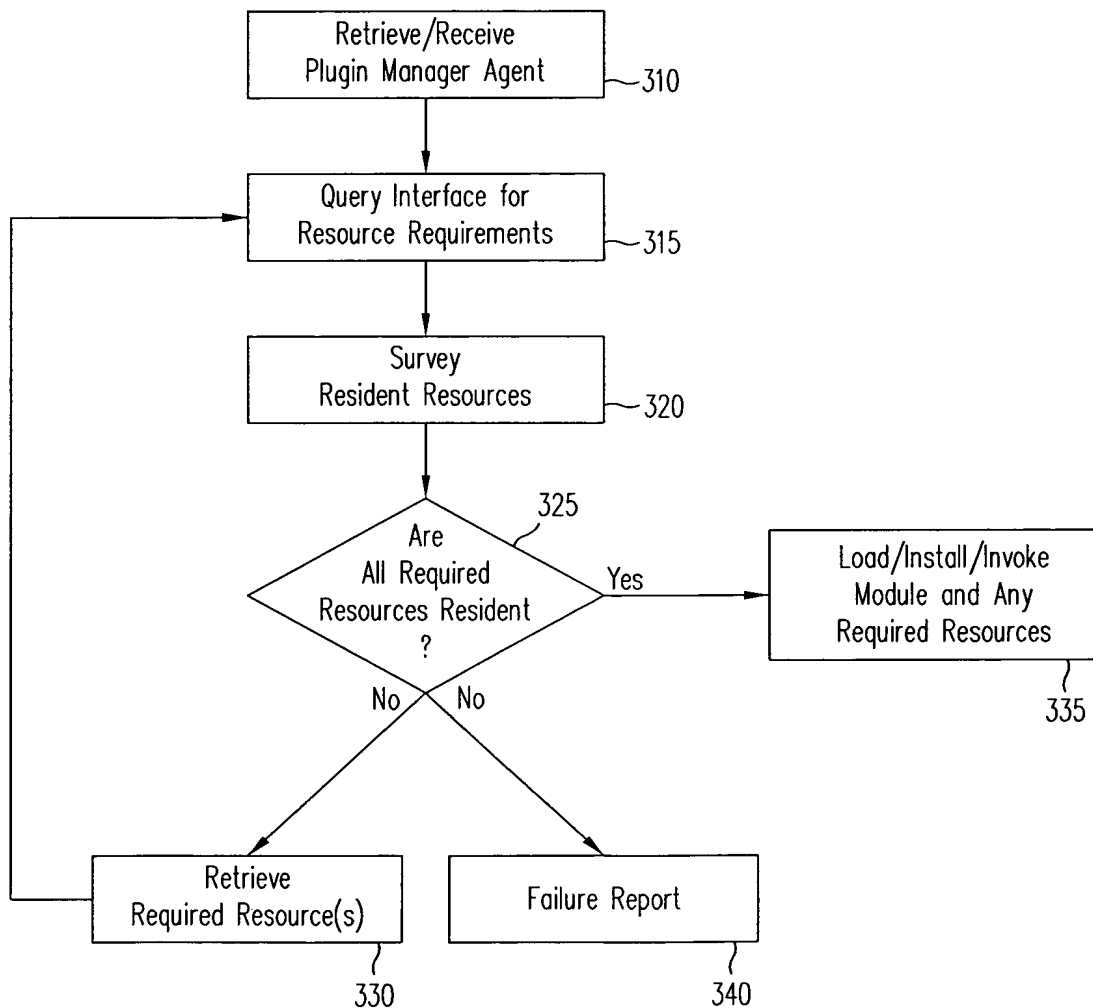 Retrieve/Receive
Plugin Manager Agent
310
Query Interface for
Resource Requirements
315
Survey
Resident Resources
320
325
Are
All Required
Resources Resident
?
Yes
Load/Install/Invoke
Module and Any
Required Resources
335
No
No
Retrieve
Required Resource(s)
330
Failure Report
340